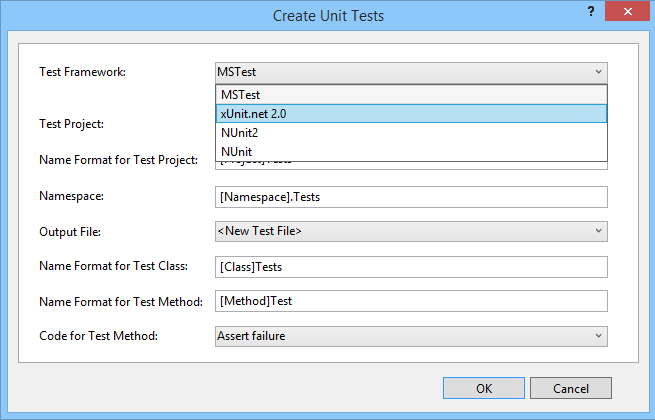 Create Unit Tests
?
Test Framework: MSTest
MSTest
xUnit.net 2.0
NUnit2
NUnit
Test Project:
Name Format for Test Project:
Namespace: [Namespace].Tests
Output File: <New Test File>
Name Format for Test Class: [Class]Tests
Name Format for Test Method: [Method]Test
Code for Test Method: Assert failure
OK Cancel